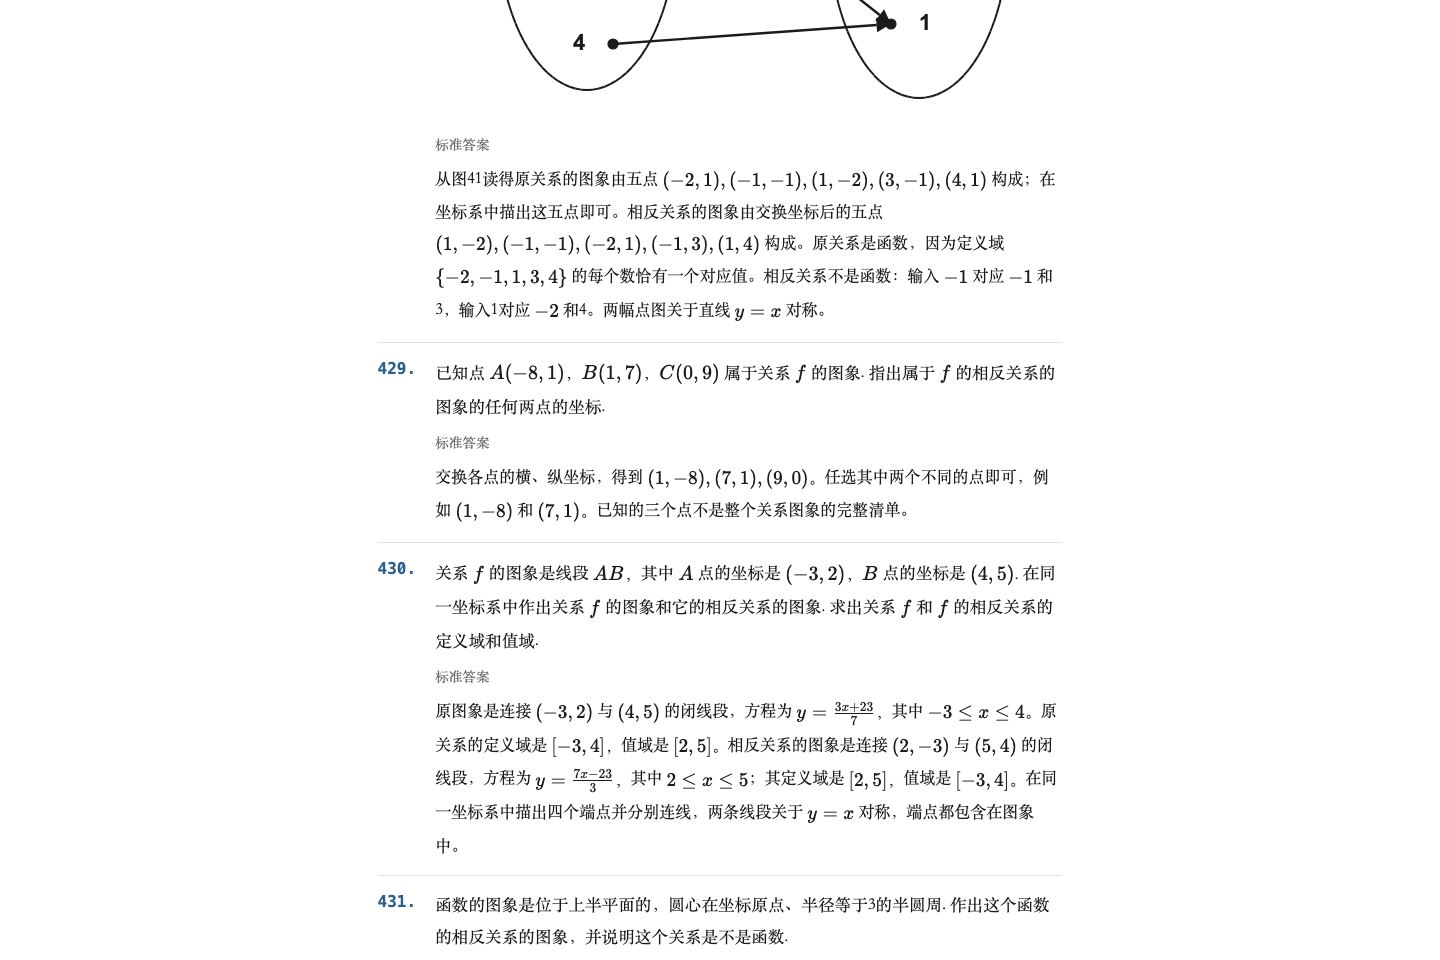 1
4
标准答案
从图41读得原关系的图象由五点 (−2, 1), (−1, −1), (1, −2), (3, −1), (4, 1) 构成；在
坐标系中描出这五点即可。相反关系的图象由交换坐标后的五点
(1, −2), (−1, −1), (−2, 1), (−1, 3), (1, 4) 构成。原关系是函数，因为定义域
{−2, −1, 1, 3, 4} 的每个数恰有一个对应值。相反关系不是函数：输入 −1 对应 −1 和
3，输入1对应 −2 和4。两幅点图关于直线 y = x 对称。
429. 已知点 A(−8, 1)，B(1, 7)，C(0, 9) 属于关系 f 的图象. 指出属于 f 的相反关系的
图象的任何两点的坐标.
标准答案
交换各点的横、纵坐标，得到 (1, −8), (7, 1), (9, 0)。任选其中两个不同的点即可，例
如 (1, −8) 和 (7, 1)。已知的三个点不是整个关系图象的完整清单。
430. 关系 f 的图象是线段 AB，其中 A 点的坐标是 (−3, 2)，B 点的坐标是 (4, 5). 在同
一坐标系中作出关系 f 的图象和它的相反关系的图象. 求出关系 f 和 f 的相反关系的
定义域和值域.
标准答案
原图象是连接 (−3, 2) 与 (4, 5) 的闭线段，方程为 y = (3x+23)/7，其中 −3 ≤ x ≤ 4。原
关系的定义域是 [−3, 4]，值域是 [2, 5]。相反关系的图象是连接 (2, −3) 与 (5, 4) 的闭
线段，方程为 y = (7x−23)/3，其中 2 ≤ x ≤ 5；其定义域是 [2, 5]，值域是 [−3, 4]。在同
一坐标系中描出四个端点并分别连线，两条线段关于 y = x 对称，端点都包含在图象
中。
431. 函数的图象是位于上半平面的，圆心在坐标原点、半径等于3的半圆周. 作出这个函数
的相反关系的图象，并说明这个关系是不是函数.